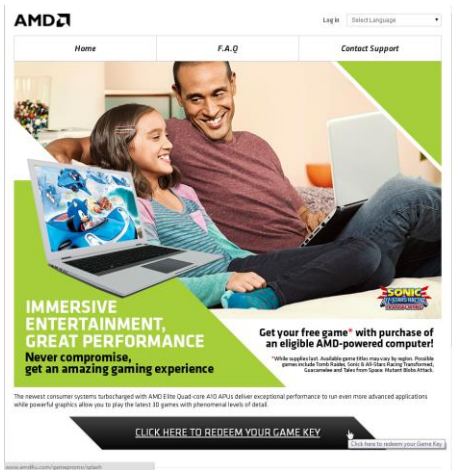 AMD
Log in Select Language
Home F.A.Q Contact Support
SONIC
IMMERSIVE
ENTERTAINMENT,
GREAT PERFORMANCE
Never compromise,
get an amazing gaming experience
Get your free game* with purchase of
an eligible AMD-powered computer!
*While supplies last. Available game titles may vary by region. Possible
games include Tomb Raider, Sonic & All-Stars Racing Transformed,
Guacamelee and Tales from Space: Mutant Blobs Attack.
The newest consumer systems turbocharged with AMD Elite Quad-core A10 APUs deliver exceptional performance to run even more advanced applications
while powerful graphics allow you to play the latest 3D games with phenomenal levels of detail.
CLICK HERE TO REDEEM YOUR GAME KEY
Click here to redeem your Game Key